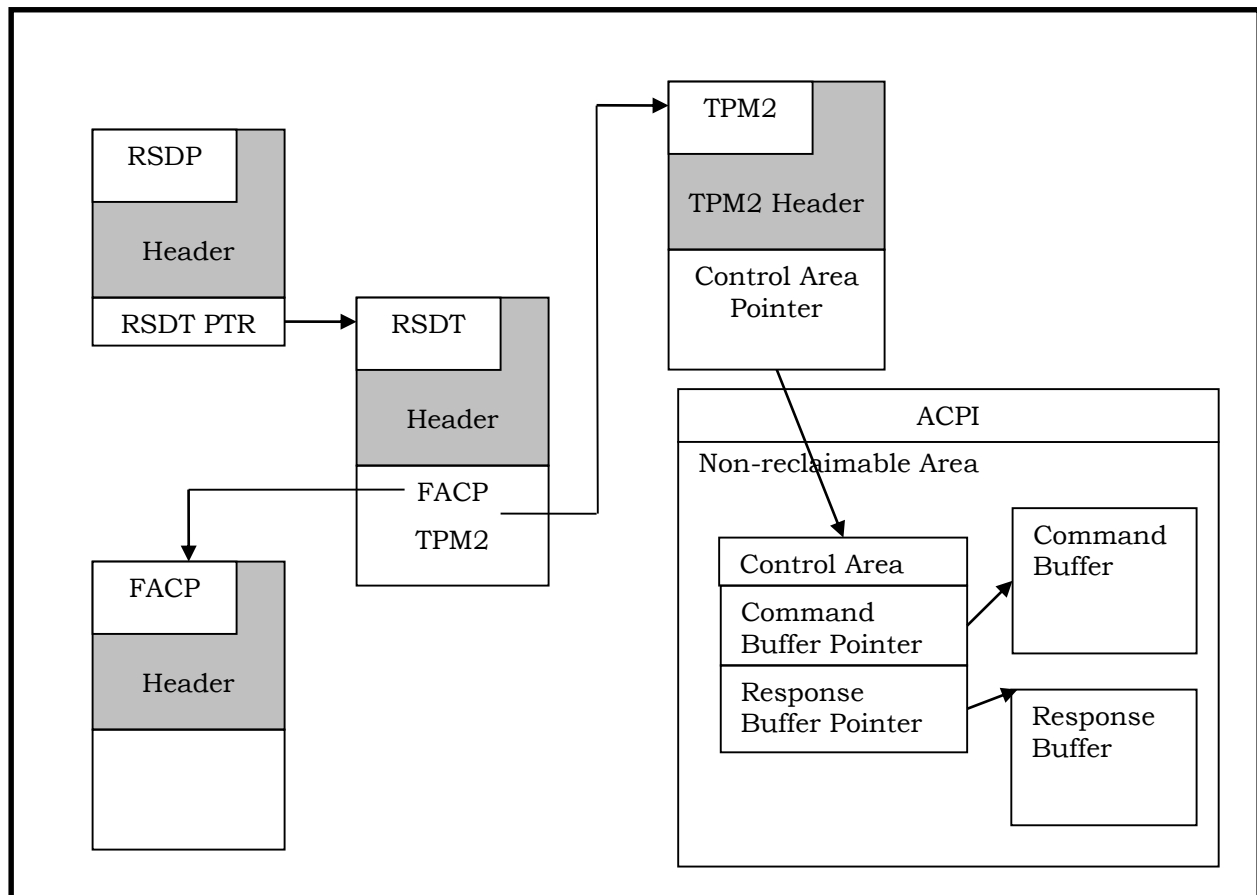 RSDP
Header
RSDT PTR
RSDT
Header
FACP
TPM2
FACP
Header
TPM2
TPM2 Header
Control Area
Pointer
ACPI
Non-reclaimable Area
Control Area
Command
Buffer Pointer
Response
Buffer Pointer
Command
Buffer
Response
Buffer